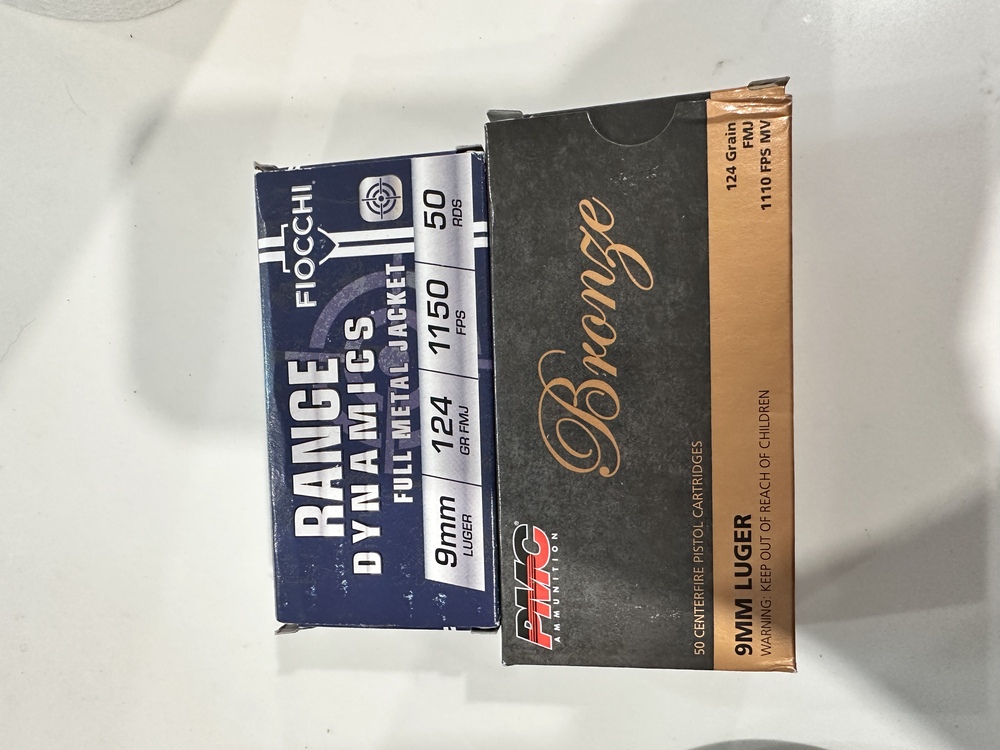 FIOCCHI
RANGE
DYNAMICS
FULL METAL JACKET
9mm
LUGER
124
GR FMJ
1150
FPS
50
RDS
PMC®
AMMUNITION
Bronze
50 CENTERFIRE PISTOL CARTRIDGES
9MM LUGER
WARNING: KEEP OUT OF REACH OF CHILDREN
124 Grain
FMJ
1110 FPS MV